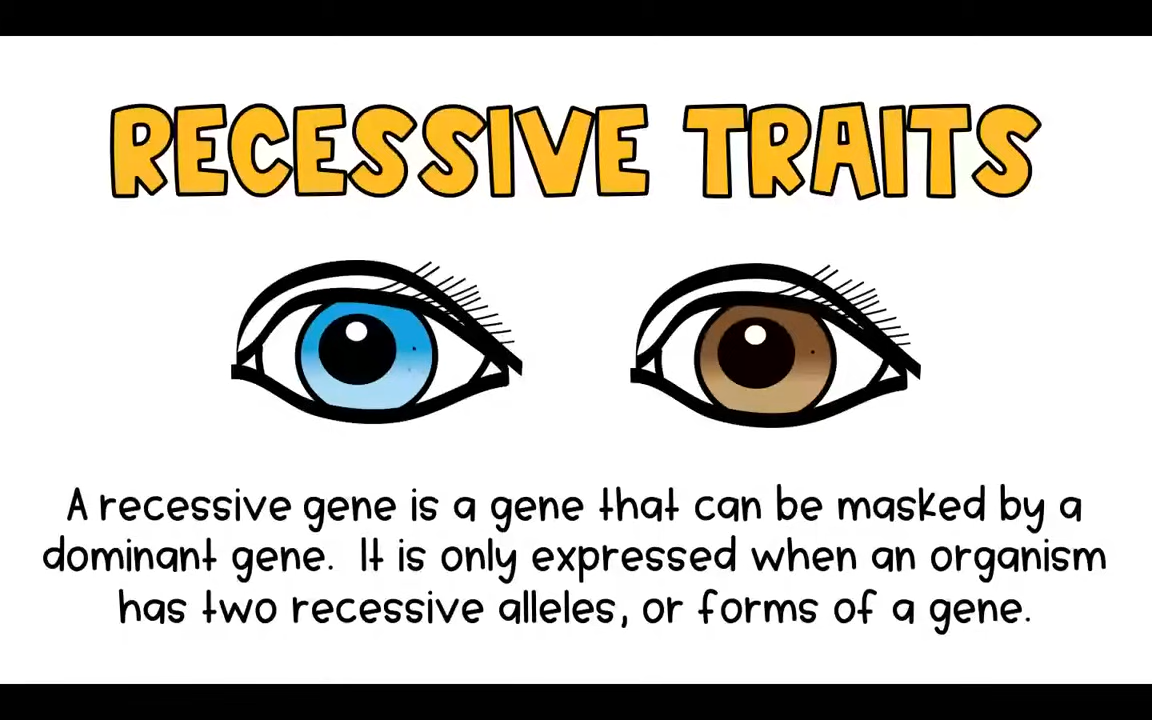 RECESSIVE TRAITS
A recessive gene is a gene that can be masked by a
dominant gene. It is only expressed when an organism
has two recessive alleles, or forms of a gene.